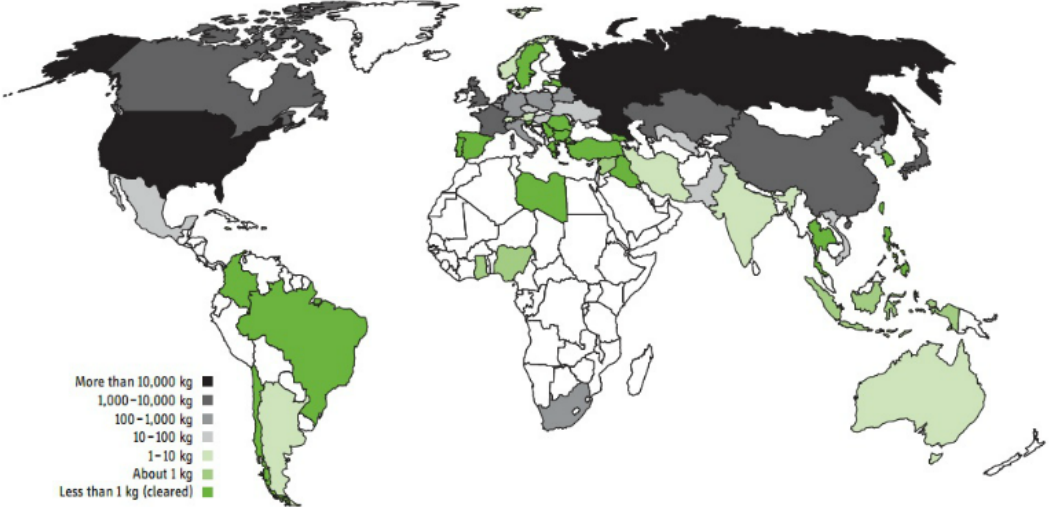 More than 10,000 kg
1,000–10,000 kg
100–1,000 kg
10–100 kg
1–10 kg
About 1 kg
Less than 1 kg (cleared)